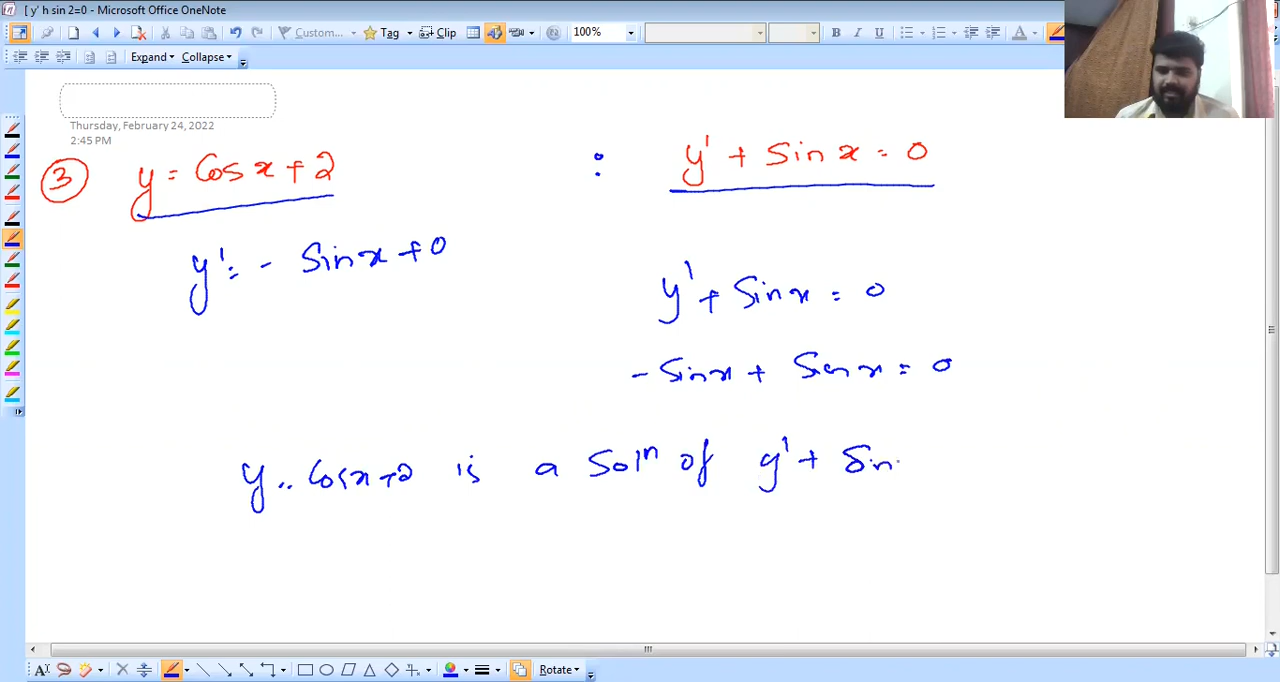 [ y' h sin 2=0 - Microsoft Office OneNote
Custom... Tag Clip 100% B I U A
Expand Collapse
Thursday, February 24, 2022
2:45 PM
③ y = Cos x + 2 : y' + Sin x = 0
y' = - Sin x + 0
y' + Sin x = 0
- Sin x + Sin x = 0
y = Cos x + 2 is a Solⁿ of y' + Sin
Rotate